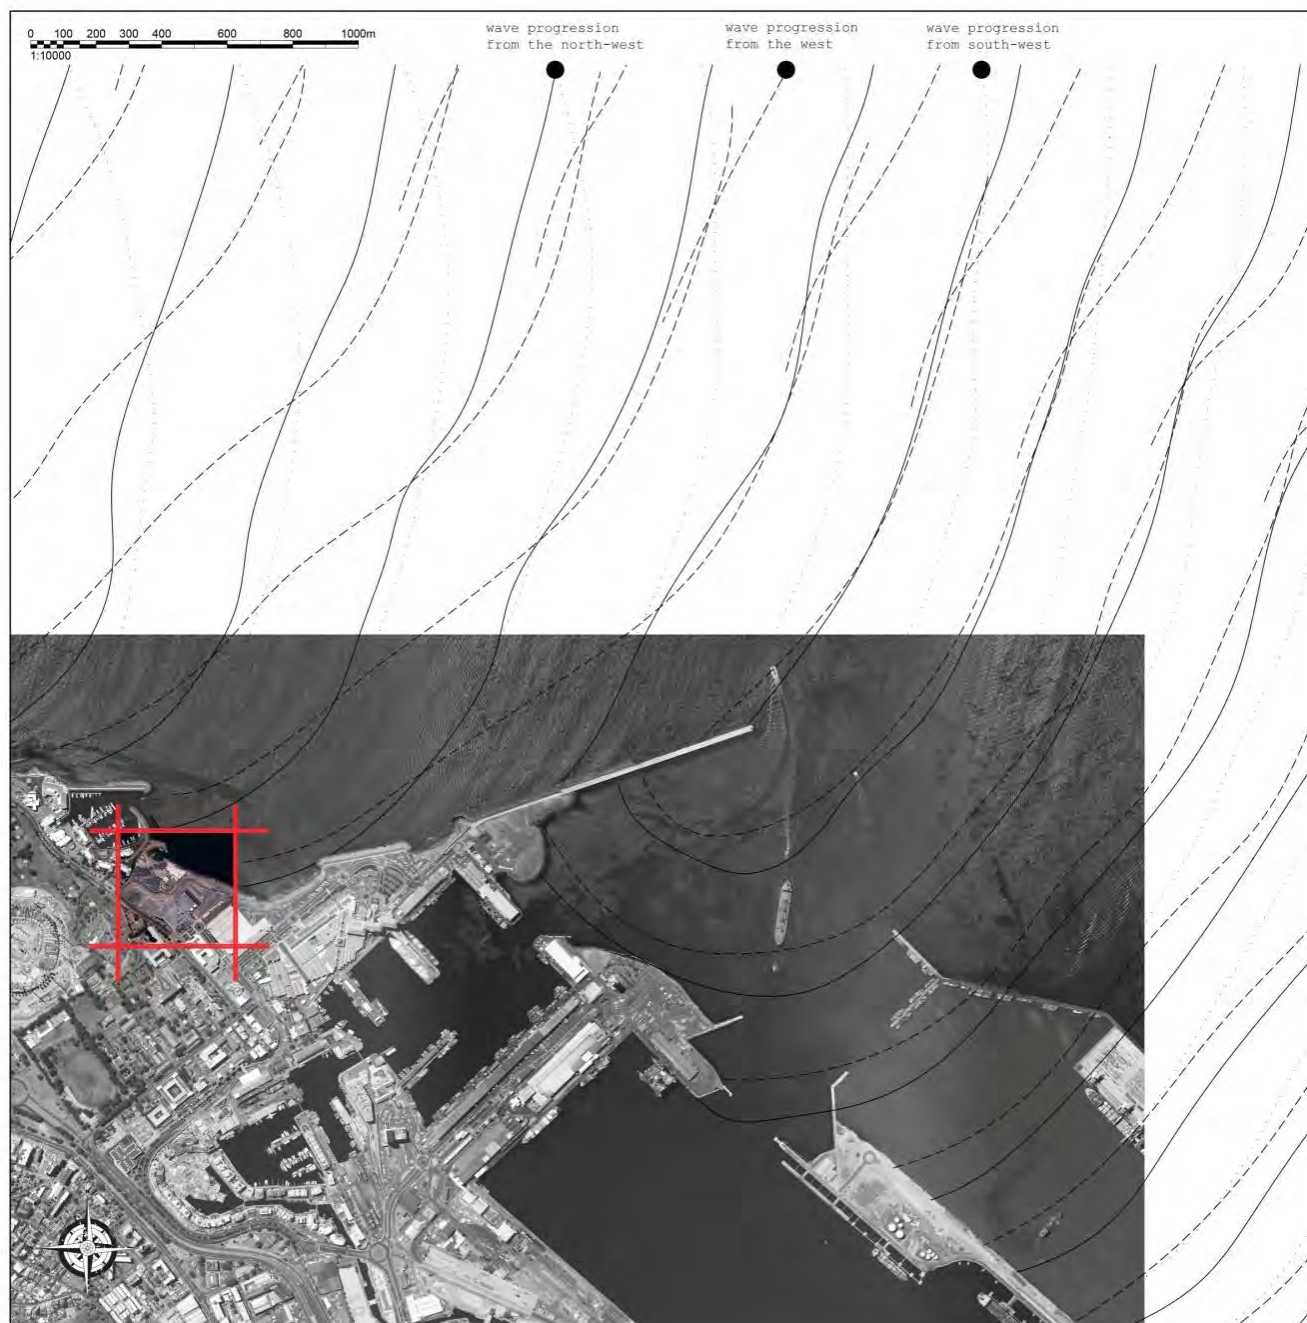 0 100 200 300 400 600 800 1000m
1:10000
wave progression
from the north-west
wave progression
from the west
wave progression
from south-west